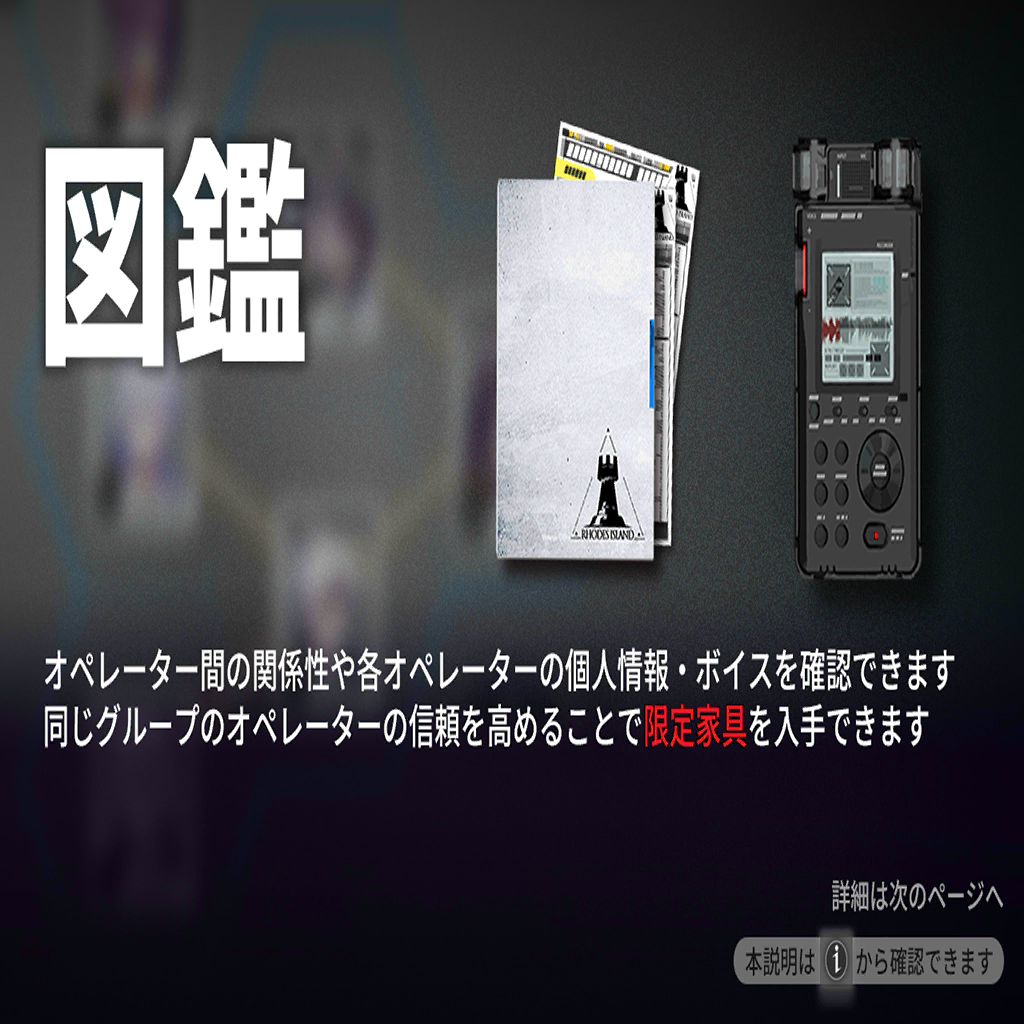 図鑑
RHODES ISLAND
オペレーター間の関係性や各オペレーターの個人情報・ボイスを確認できます
同じグループのオペレーターの信頼を高めることで限定家具を入手できます
詳細は次のページへ
本説明は i から確認できます